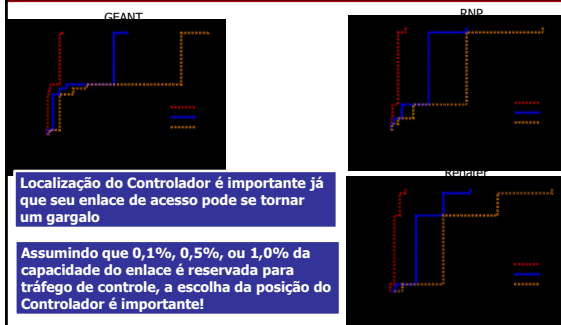 GEANT
RNP
Localização do Controlador é importante já
que seu enlace de acesso pode se tornar
um gargalo
Renater
Assumindo que 0,1%, 0,5%, ou 1,0% da
capacidade do enlace é reservada para
tráfego de controle, a escolha da posição do
Controlador é importante!